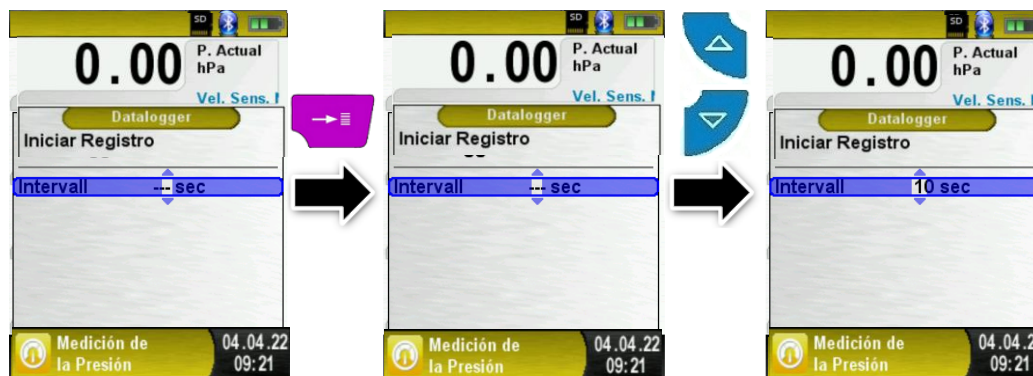 SD
0.00
P. Actual
hPa
Vel. Sens.
Datalogger
Iniciar Registro
Intervall --- sec
Medición de
la Presión
04.04.22
09:21
SD
0.00
P. Actual
hPa
Vel. Sens.
Datalogger
Iniciar Registro
Intervall --- sec
Medición de
la Presión
04.04.22
09:21
SD
0.00
P. Actual
hPa
Vel. Sens.
Datalogger
Iniciar Registro
Intervall 10 sec
Medición de
la Presión
04.04.2
09:21